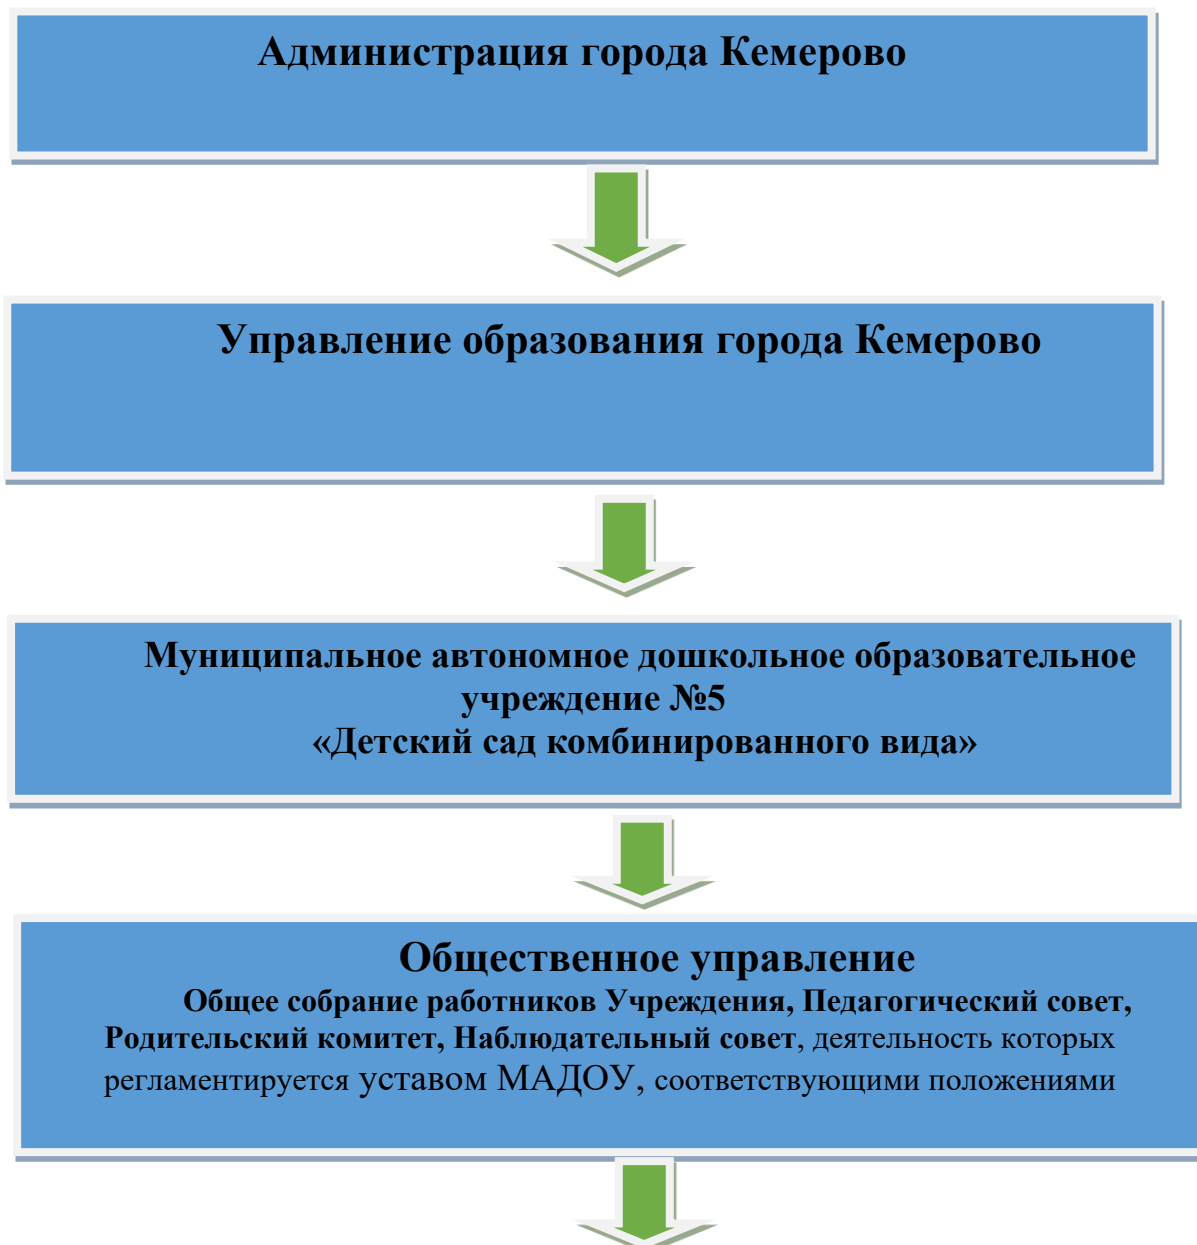 Администрация города Кемерово
Управление образования города Кемерово
Муниципальное автономное дошкольное образовательное
учреждение №5
«Детский сад комбинированного вида»
Общественное управление
Общее собрание работников Учреждения, Педагогический совет,
Родительский комитет, Наблюдательный совет, деятельность которых
регламентируется уставом МАДОУ, соответствующими положениями